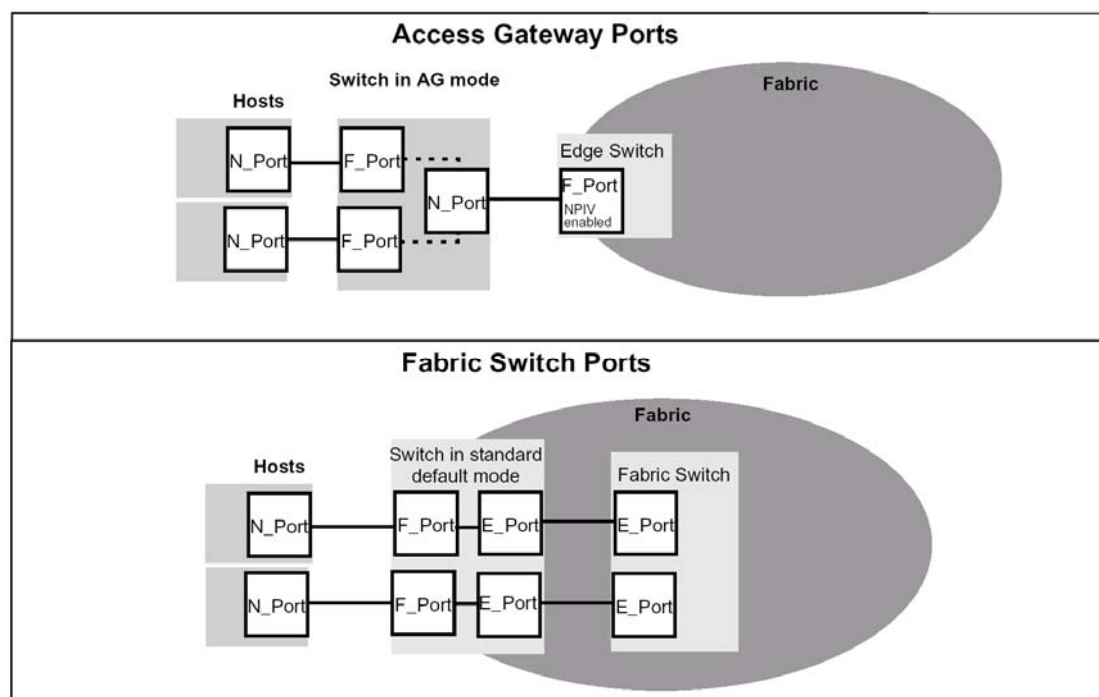 Access Gateway Ports
Switch in AG mode
Hosts
Fabric
Edge Switch
N_Port
F_Port
N_Port
F_Port
NPIV
enabled
N_Port
F_Port
Fabric Switch Ports
Fabric
Switch in standard
default mode
Hosts
Fabric Switch
N_Port
F_Port
E_Port
E_Port
N_Port
F_Port
E_Port
E_Port